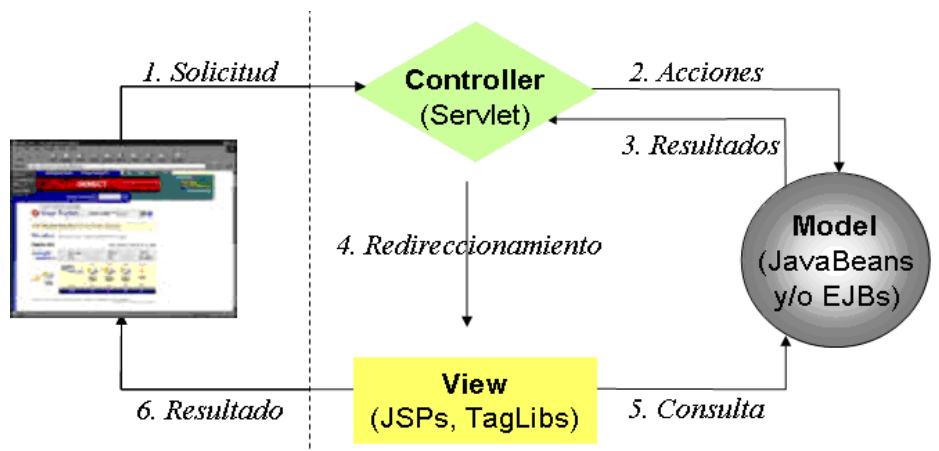 1. Solicitud
Controller
(Servlet)
2. Acciones
3. Resultados
4. Redireccionamiento
Model
(JavaBeans
y/o EJBs)
View
(JSPs, TagLibs)
5. Consulta
6. Resultado